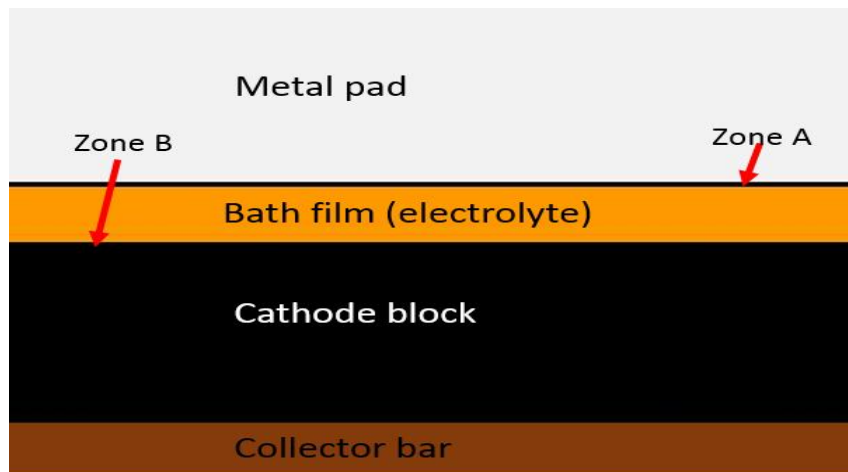 Metal pad
Zone B
Zone A
Bath film (electrolyte)
Cathode block
Collector bar